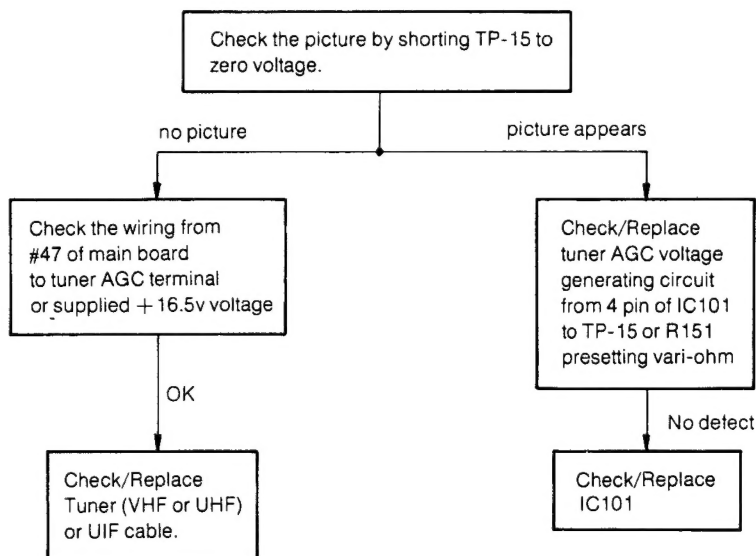 Check the picture by shorting TP-15 to
zero voltage.
no picture
picture appears
Check the wiring from
#47 of main board
to tuner AGC terminal
or supplied + 16.5v voltage
Check/Replace
tuner AGC voltage
generating circuit
from 4 pin of IC101
to TP-15 or R151
presetting vari-ohm
OK
No defect
Check/Replace
Tuner (VHF or UHF)
or UIF cable.
Check/Replace
IC101